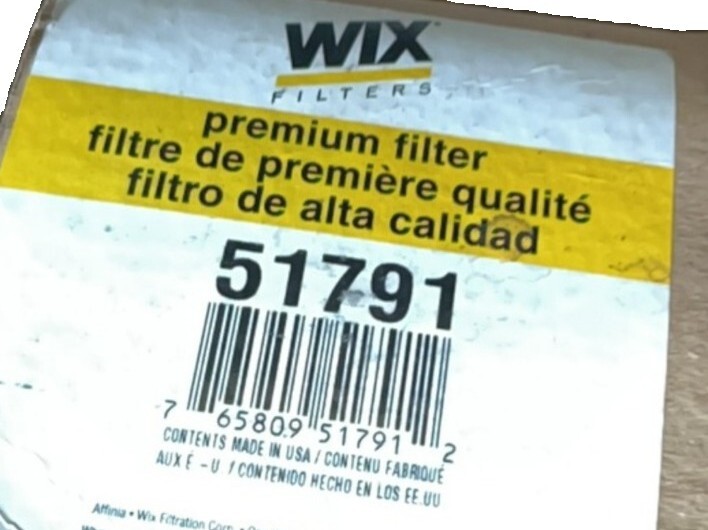 WIX
FILTERS
premium filter
filtre de première qualité
filtro de alta calidad
51791
7 65809 51791 2
CONTENTS MADE IN USA / CONTENU FABRIQUÉ
AUX É -U / CONTENIDO HECHO EN LOS EE.UU
Affinia • Wix Filtration Corp. •